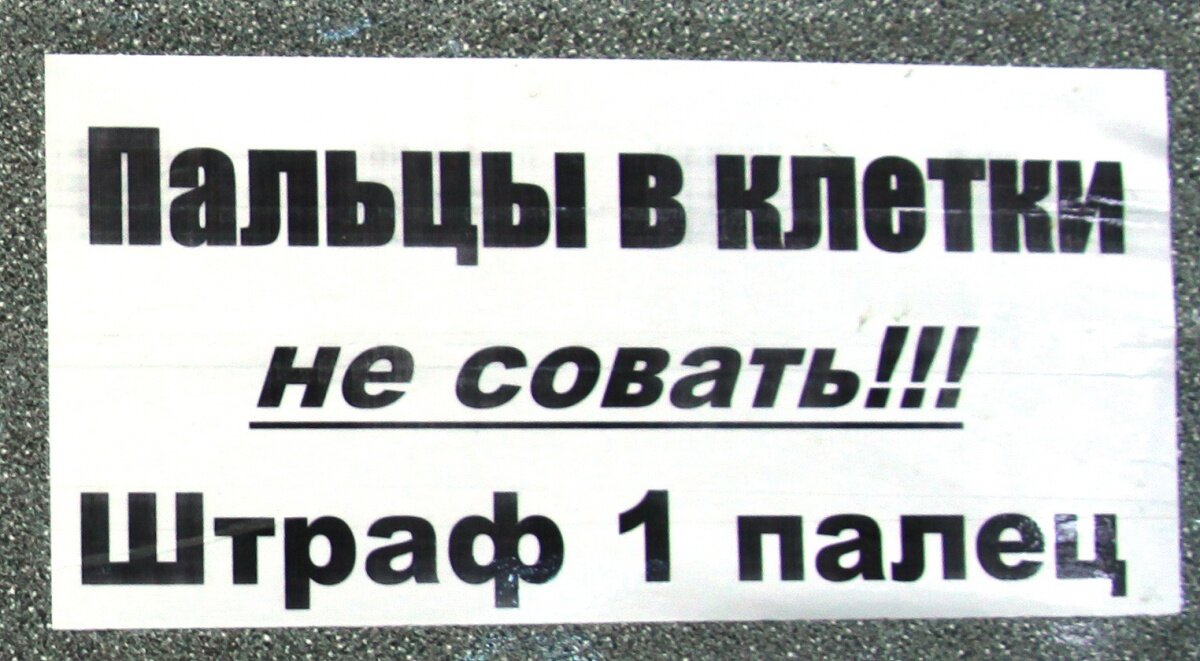 Пальцы в клетки
не совать!!!
Штраф 1 палец